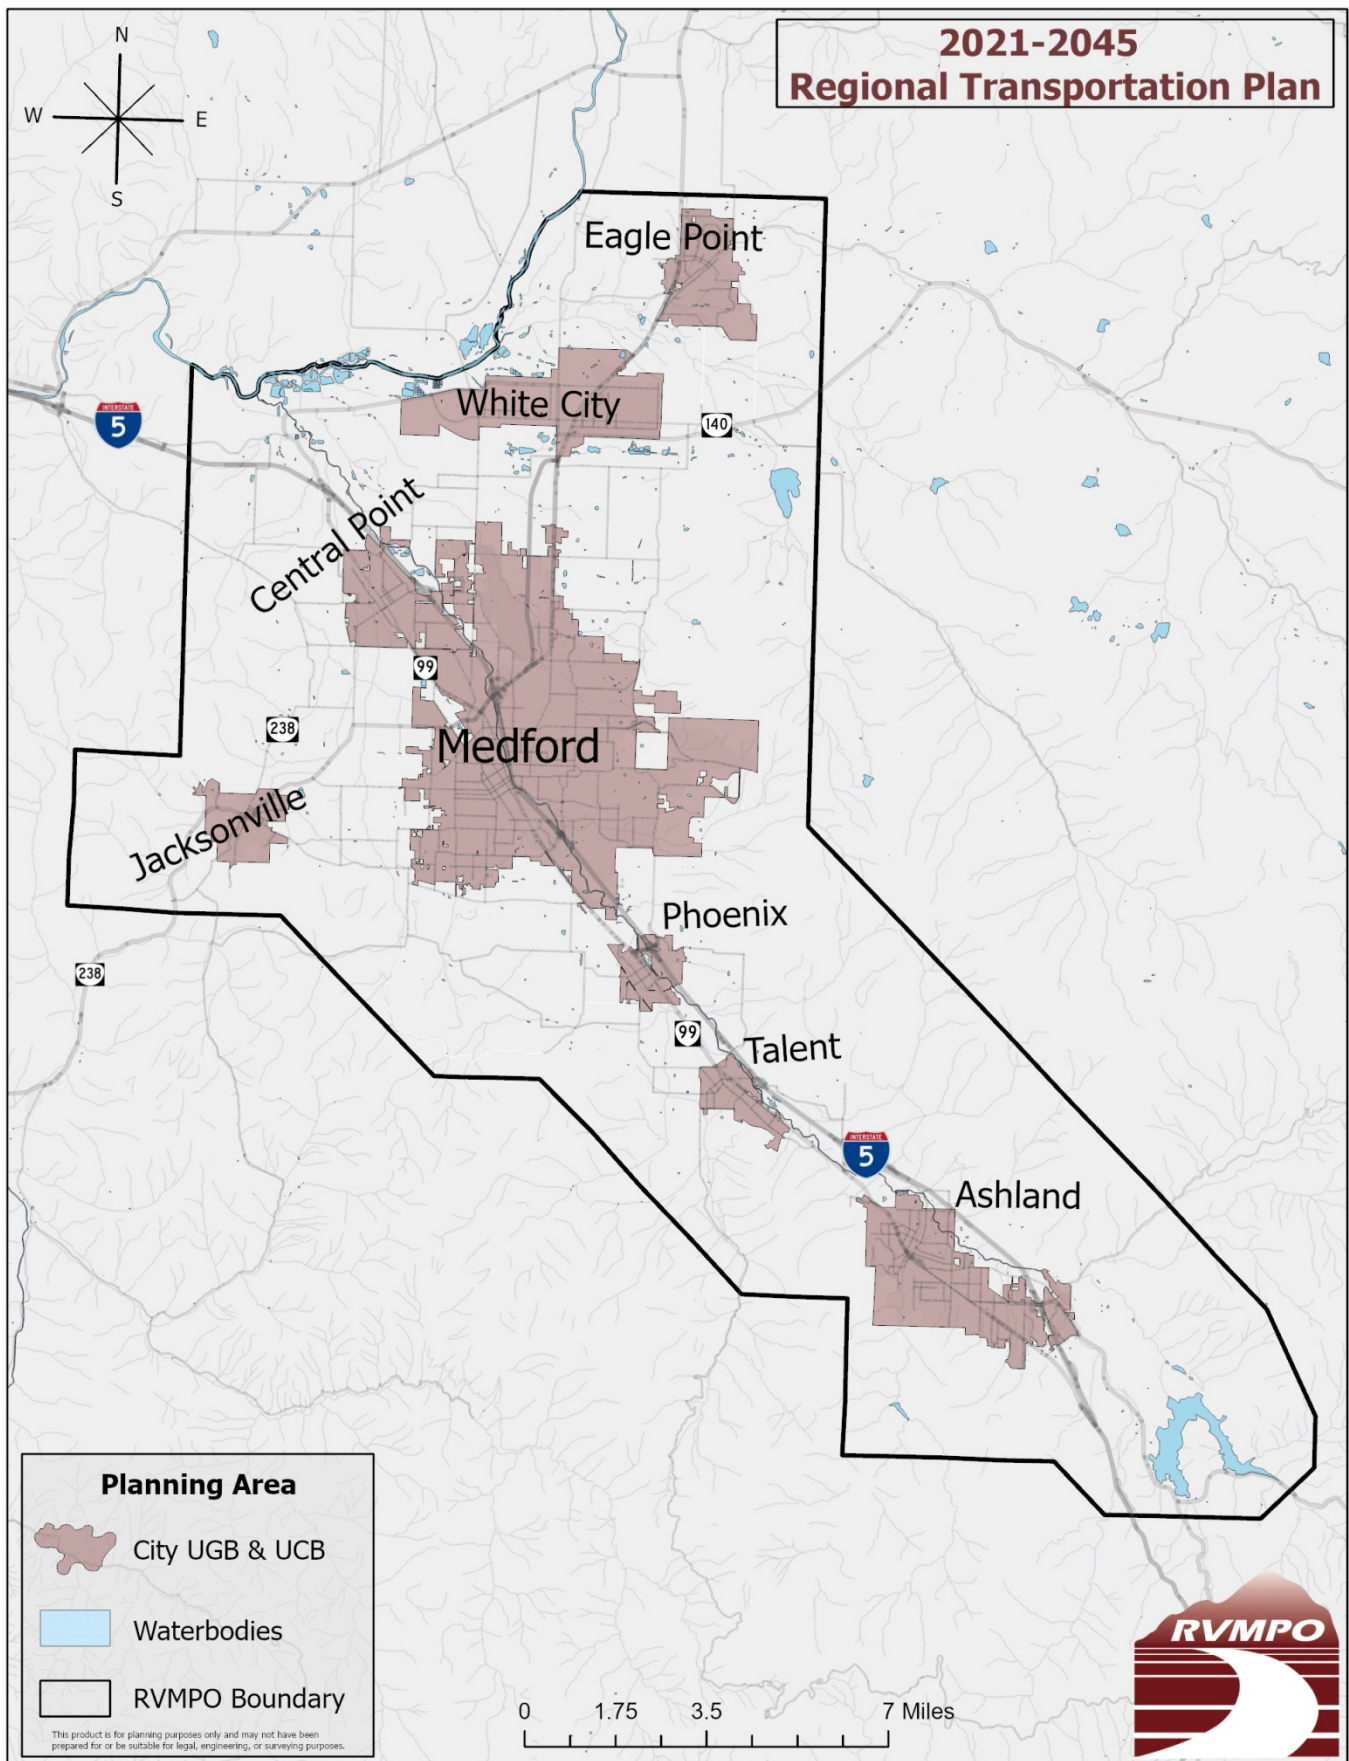 2021-2045
Regional Transportation Plan
N
W
E
S
Eagle Point
White City
INTERSTATE
5
140
Central Point
99
238
Medford
Jacksonville
Phoenix
238
99
Talent
INTERSTATE
5
Ashland
Planning Area
City UGB & UCB
Waterbodies
RVMPO Boundary
This product is for planning purposes only and may not have been
prepared for or be suitable for legal, engineering, or surveying purposes.
0 1.75 3.5 7 Miles
RVMPO